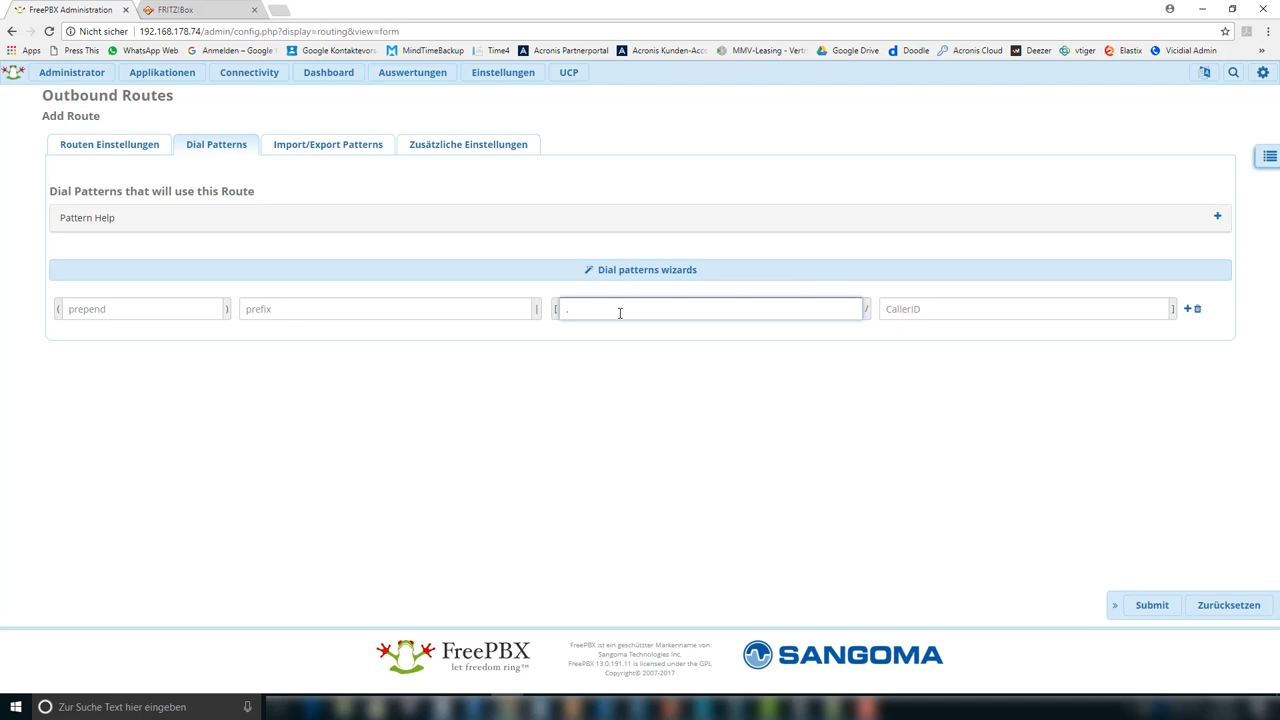 FreePBX Administration
FRITZ!Box
Nicht sicher
192.168.178.74/admin/config.php?display=routing&view=form
Apps
Press This
WhatsApp Web
Anmelden – Google
Google Kontaktevors
MindTimeBackup
Time4
Acronis Partnerportal
Acronis Kunden-Acc
MMV-Leasing - Vertr
Google Drive
Doodle
Acronis Cloud
Deezer
vtiger
Elastix
Vicidial Admin
»
Administrator
Applikationen
Connectivity
Dashboard
Auswertungen
Einstellungen
UCP
Outbound Routes
Add Route
Routen Einstellungen
Dial Patterns
Import/Export Patterns
Zusätzliche Einstellungen
Dial Patterns that will use this Route
Pattern Help
Dial patterns wizards
( prepend ) prefix | [ . / CallerID ]
» Submit Zurücksetzen
FreePBX
let freedom ring™
FreePBX ist ein geschützter Markenname von
Sangoma Technologies Inc.
FreePBX 13.0.191.11 is licensed under the GPL
Copyright© 2007-2017
SANGOMA
Zur Suche Text hier eingeben